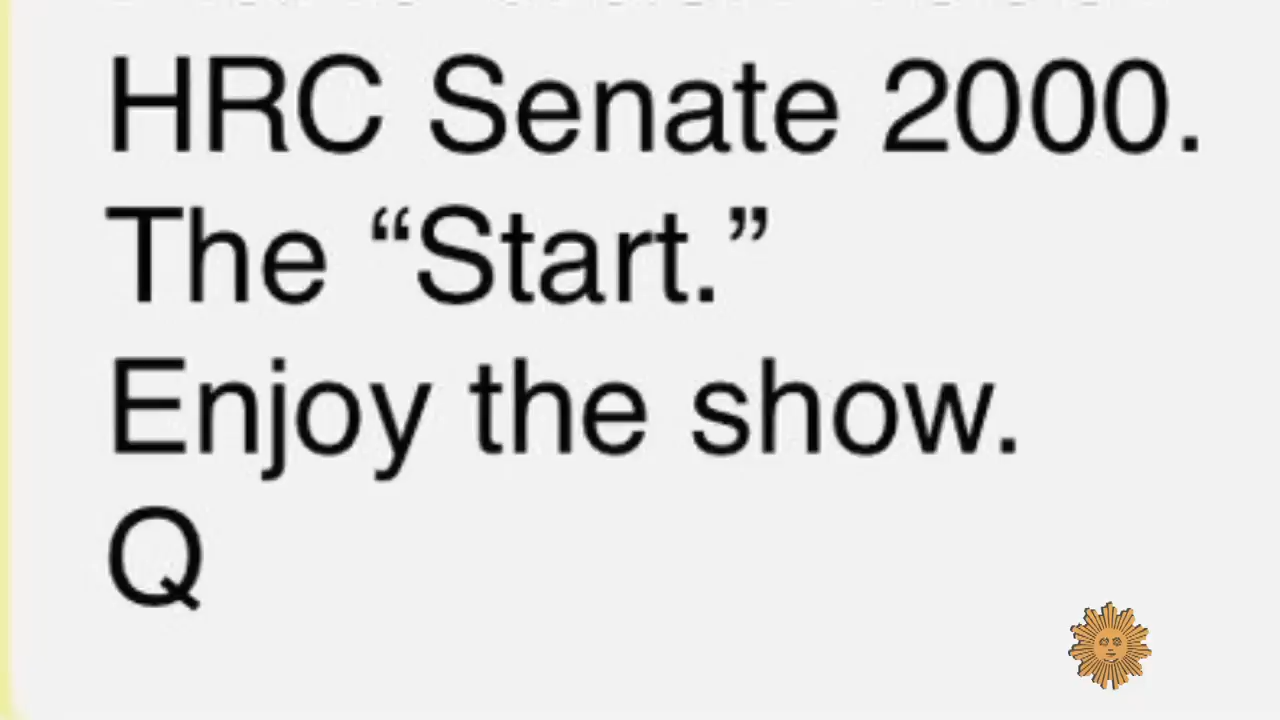 HRC Senate 2000.
The “Start.”
Enjoy the show.
Q